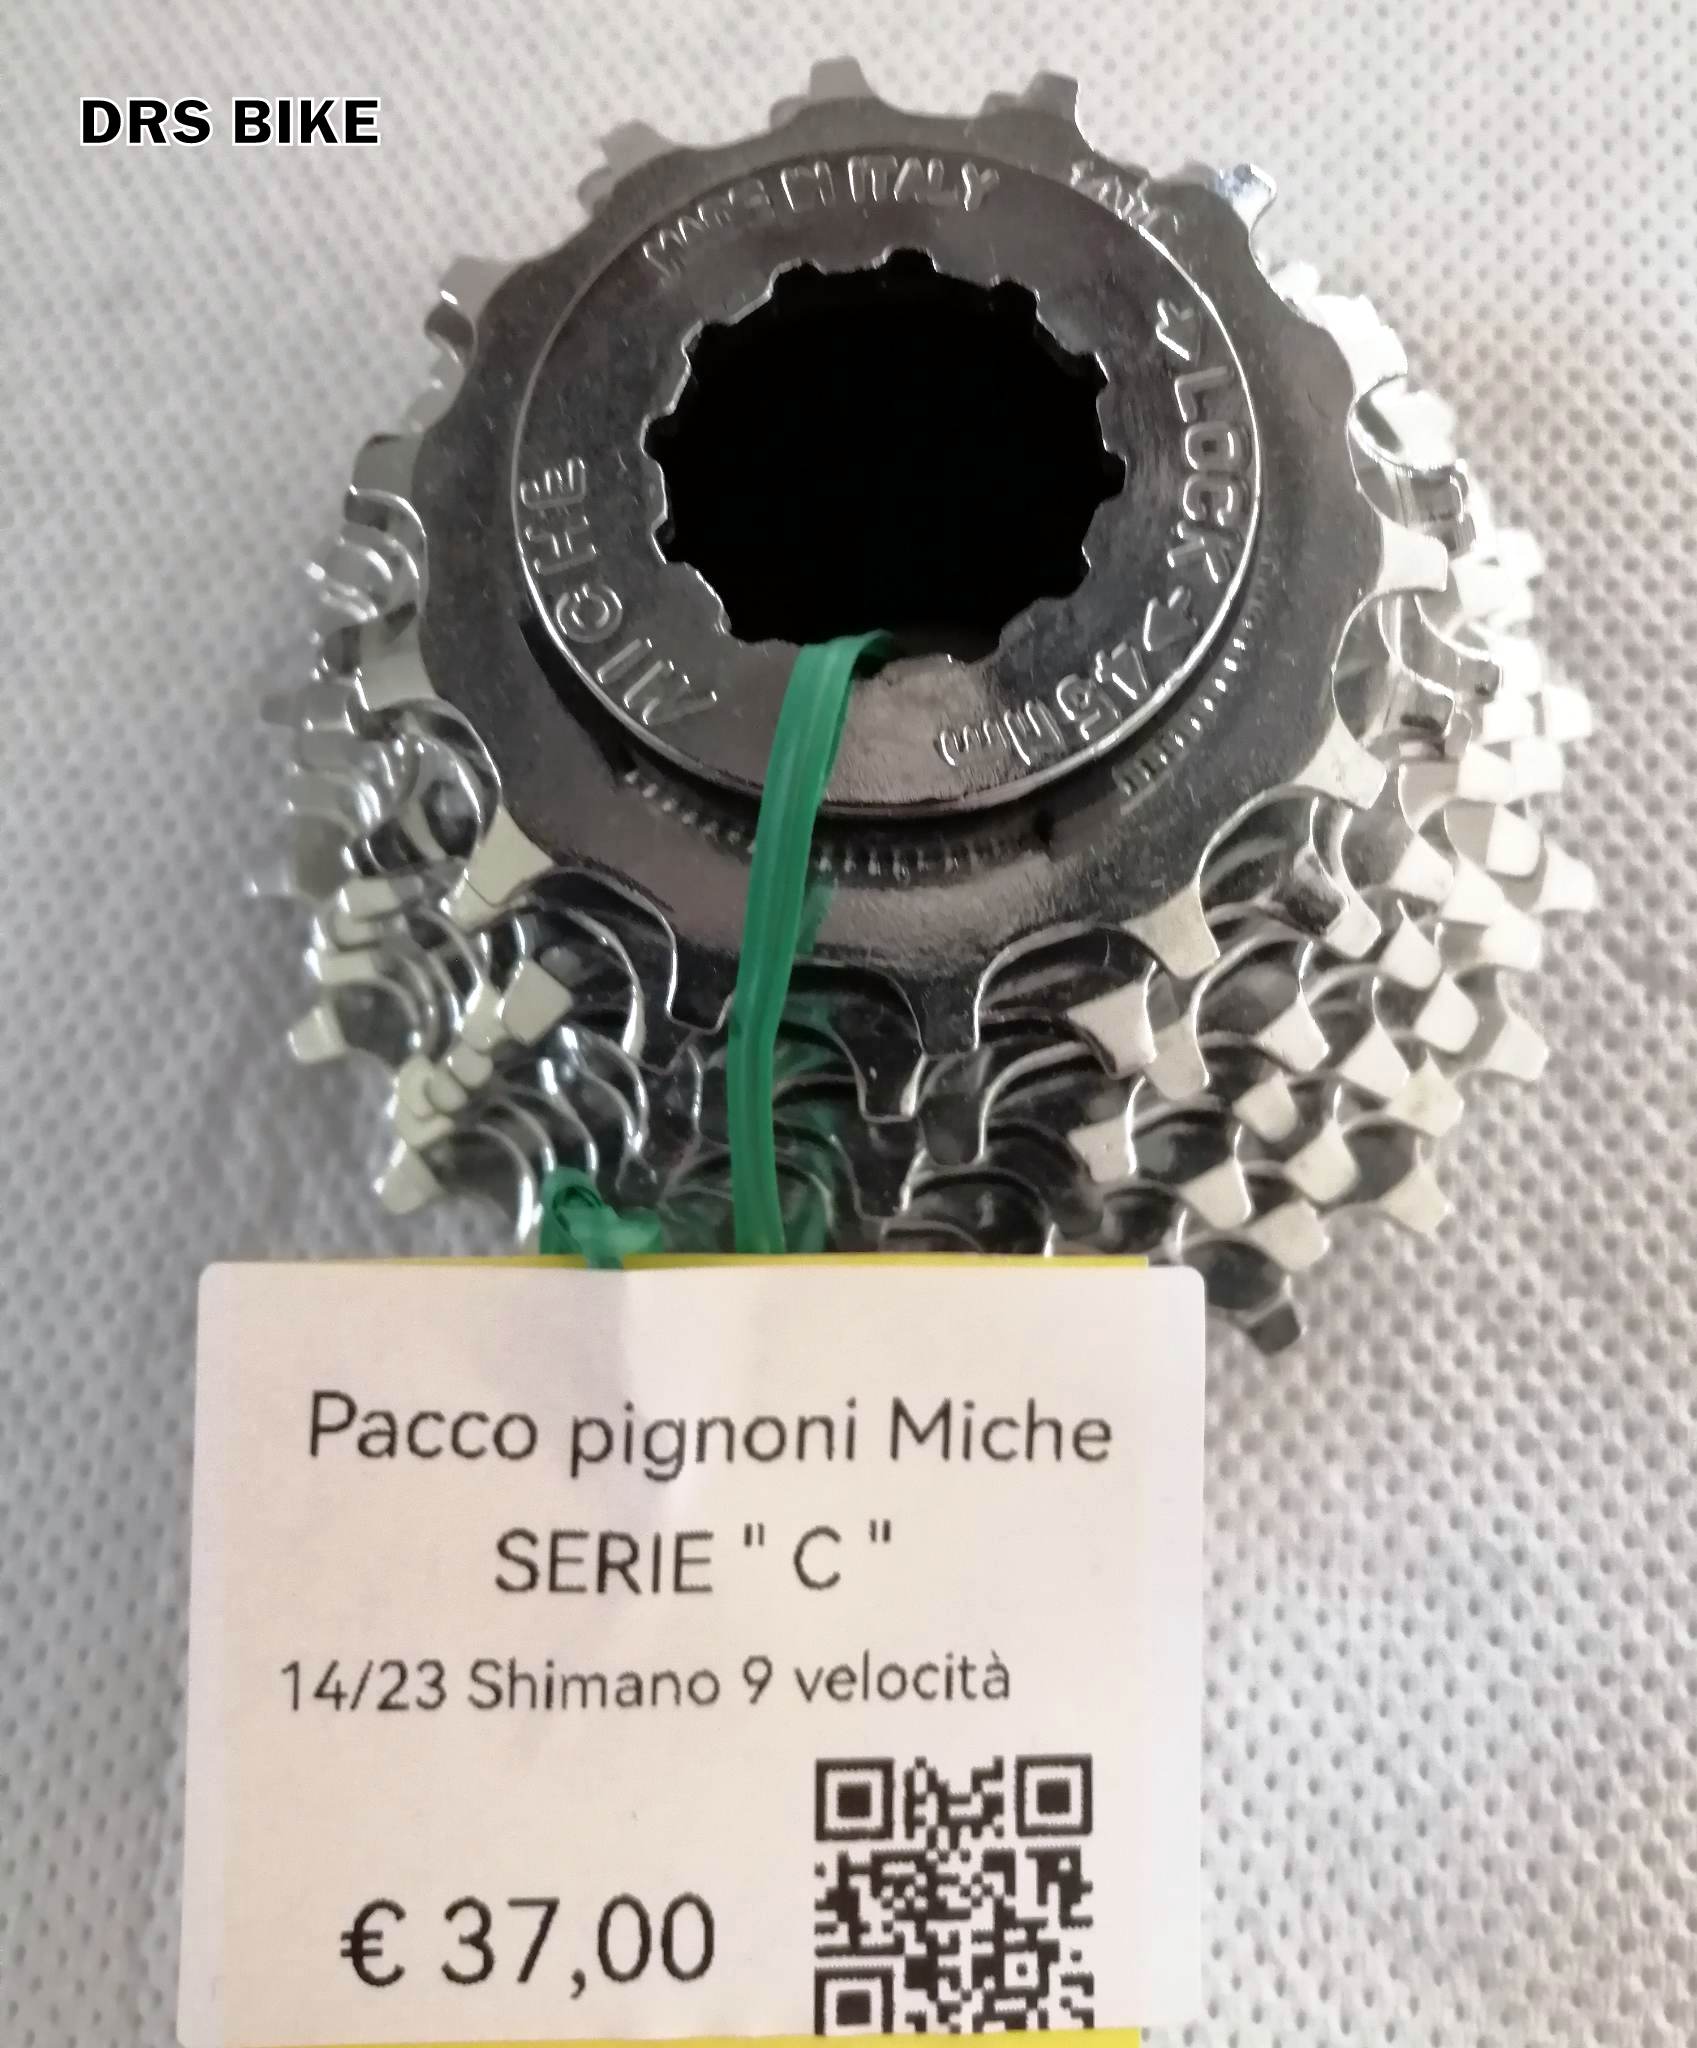 DRS BIKE
MADE IN ITALY
LOCK
MICHE
Pacco pignoni Miche
SERIE " C "
14/23 Shimano 9 velocità
€ 37,00